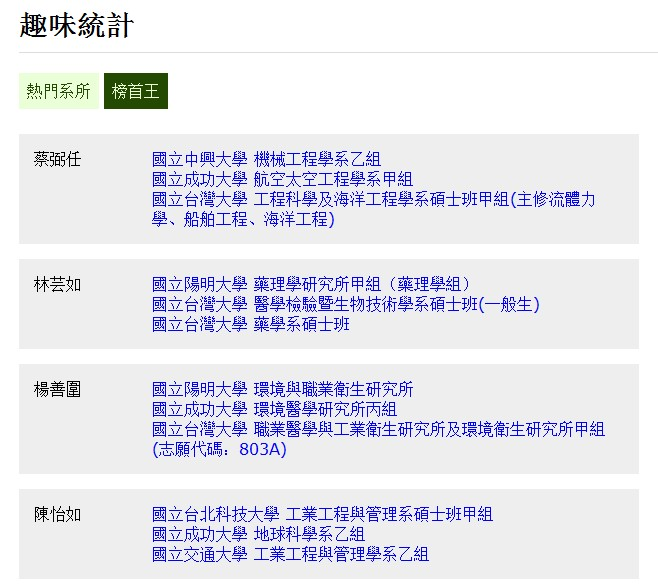 趣味統計
熱門系所 榜首王
蔡弼任 國立中興大學 機械工程學系乙組
國立成功大學 航空太空工程學系甲組
國立台灣大學 工程科學及海洋工程學系碩士班甲組(主修流體力
學、船舶工程、海洋工程)
林芸如 國立陽明大學 藥理學研究所甲組（藥理學組）
國立台灣大學 醫學檢驗暨生物技術學系碩士班(一般生)
國立台灣大學 藥學系碩士班
楊善圍 國立陽明大學 環境與職業衛生研究所
國立成功大學 環境醫學研究所丙組
國立台灣大學 職業醫學與工業衛生研究所及環境衛生研究所甲組
(志願代碼：803A)
陳怡如 國立台北科技大學 工業工程與管理系碩士班甲組
國立成功大學 地球科學系乙組
國立交通大學 工業工程與管理學系乙組